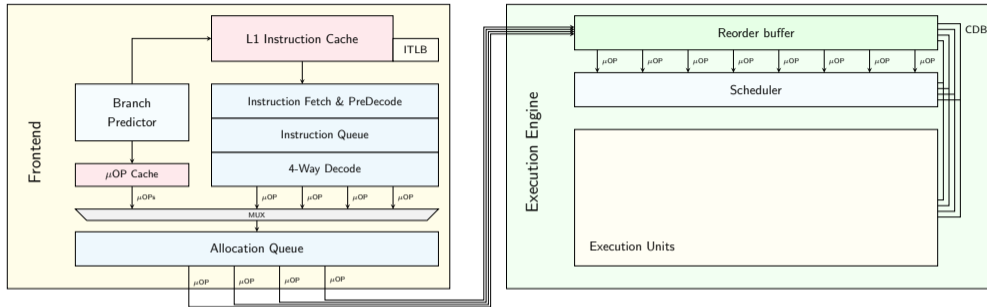 Frontend
L1 Instruction Cache
ITLB
Branch
Predictor
Instruction Fetch & PreDecode
Instruction Queue
μOP Cache
4-Way Decode
μOPs
μOP
μOP
μOP
μOP
MUX
Allocation Queue
μOP
μOP
μOP
μOP
Execution Engine
Reorder buffer
CDB
μOP
μOP
μOP
μOP
μOP
μOP
μOP
μOP
Scheduler
Execution Units